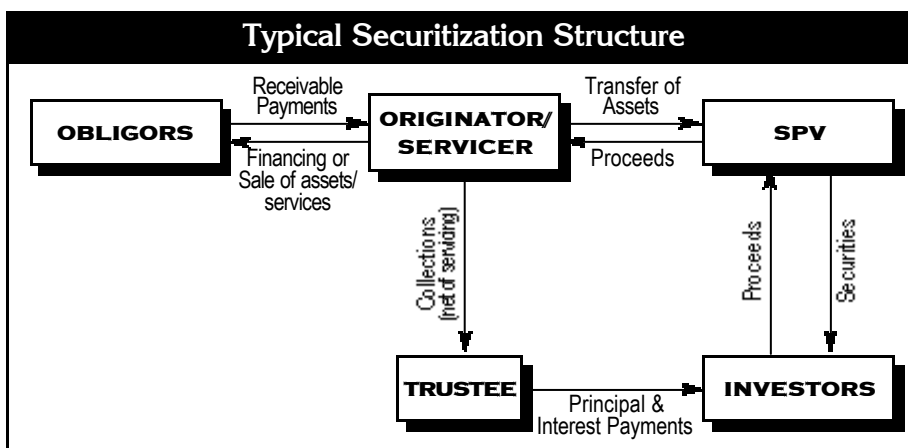 Typical Securitization Structure
Receivable
Payments
Transfer of
Assets
OBLIGORS
ORIGINATOR/
SERVICER
SPV
Financing or
Sale of assets/
services
Proceeds
Collections
(net of servicing)
Proceeds
Securities
TRUSTEE
INVESTORS
Principal &
Interest Payments